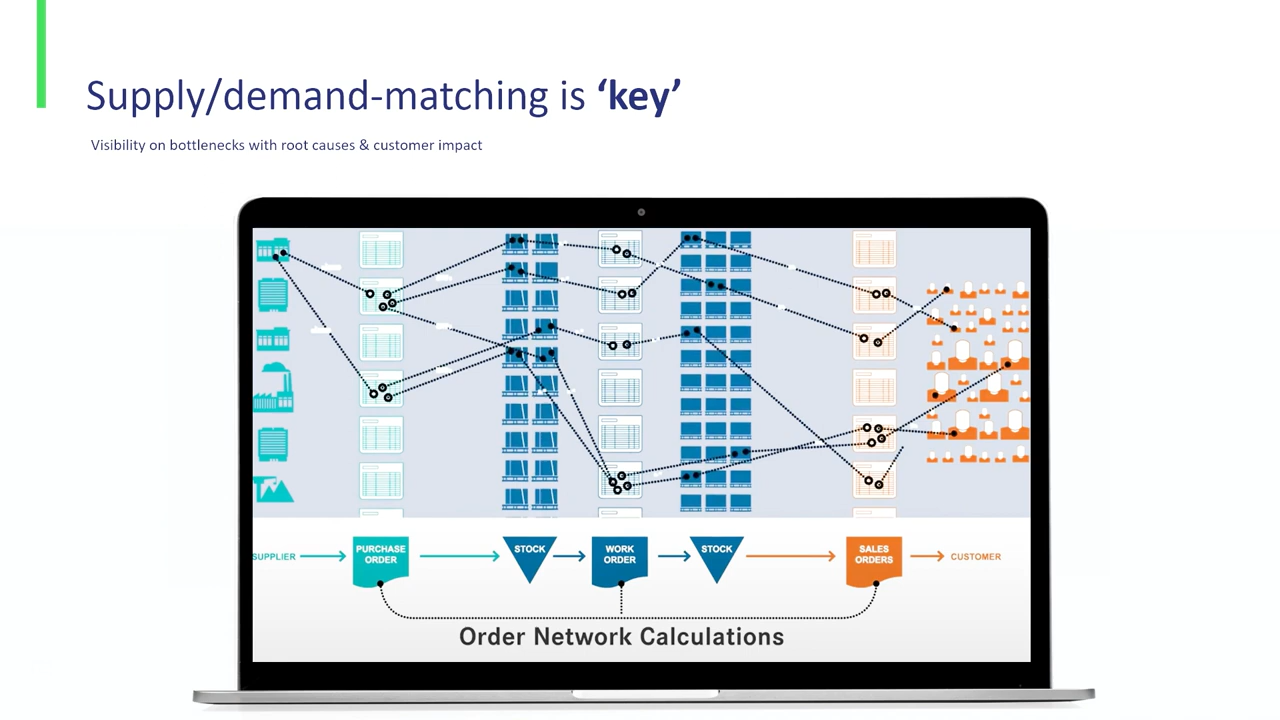 Supply/demand-matching is ‘key’
Visibility on bottlenecks with root causes & customer impact
SUPPLIER
PURCHASE
ORDER
STOCK
WORK
ORDER
STOCK
SALES
ORDERS
CUSTOMER
Order Network Calculations